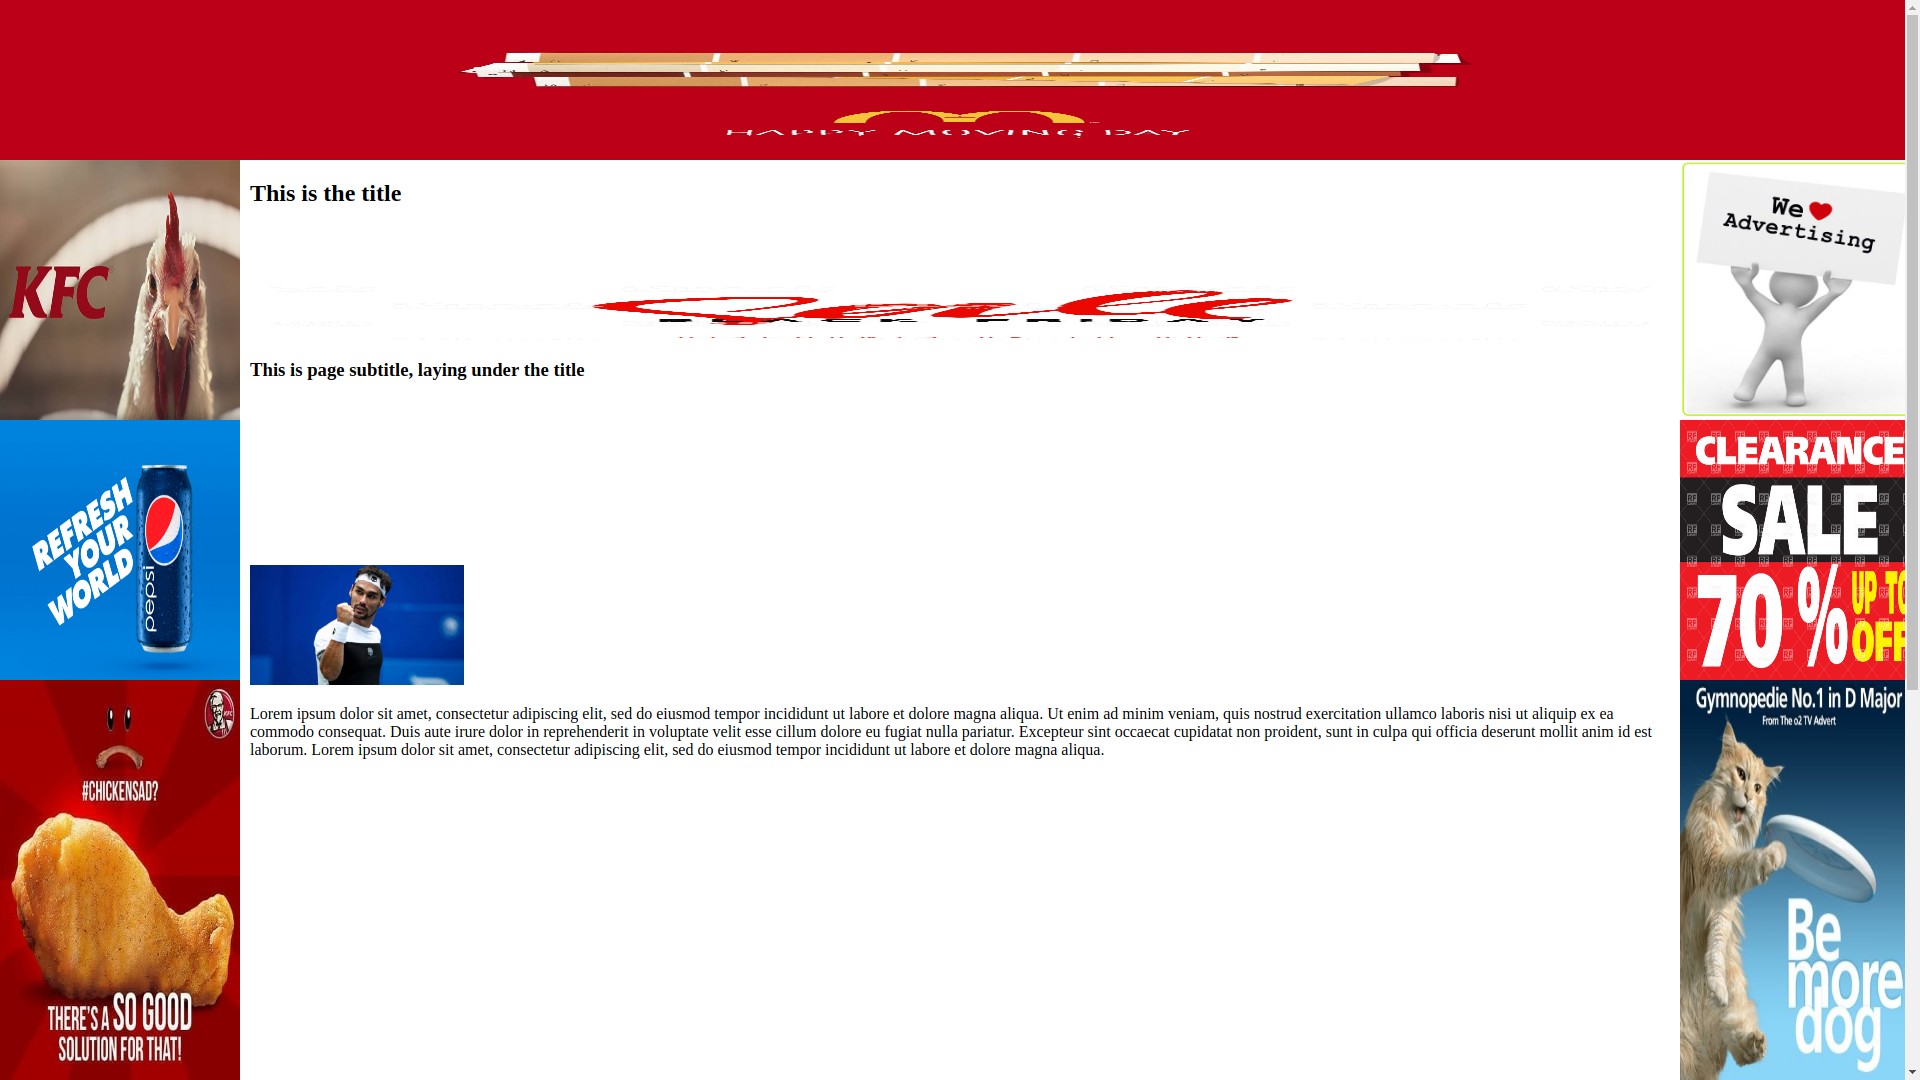 HAPPY MOVING DAY
KFC
This is the title
BLACK FRIDAY
This is page subtitle, laying under the title
We
Advertising
REFRESH
YOUR
WORLD
pepsi
CLEARANCE
SALE
70% UP TO
OFF
Lorem ipsum dolor sit amet, consectetur adipiscing elit, sed do eiusmod tempor incididunt ut labore et dolore magna aliqua. Ut enim ad minim veniam, quis nostrud exercitation ullamco laboris nisi ut aliquip ex ea
commodo consequat. Duis aute irure dolor in reprehenderit in voluptate velit esse cillum dolore eu fugiat nulla pariatur. Excepteur sint occaecat cupidatat non proident, sunt in culpa qui officia deserunt mollit anim id est
laborum. Lorem ipsum dolor sit amet, consectetur adipiscing elit, sed do eiusmod tempor incididunt ut labore et dolore magna aliqua.
KFC
#CHICKENSAD?
THERE'S A SO GOOD
SOLUTION FOR THAT!
Gymnopedie No.1 in D Major
From The o2 TV Advert
Be
more
dog